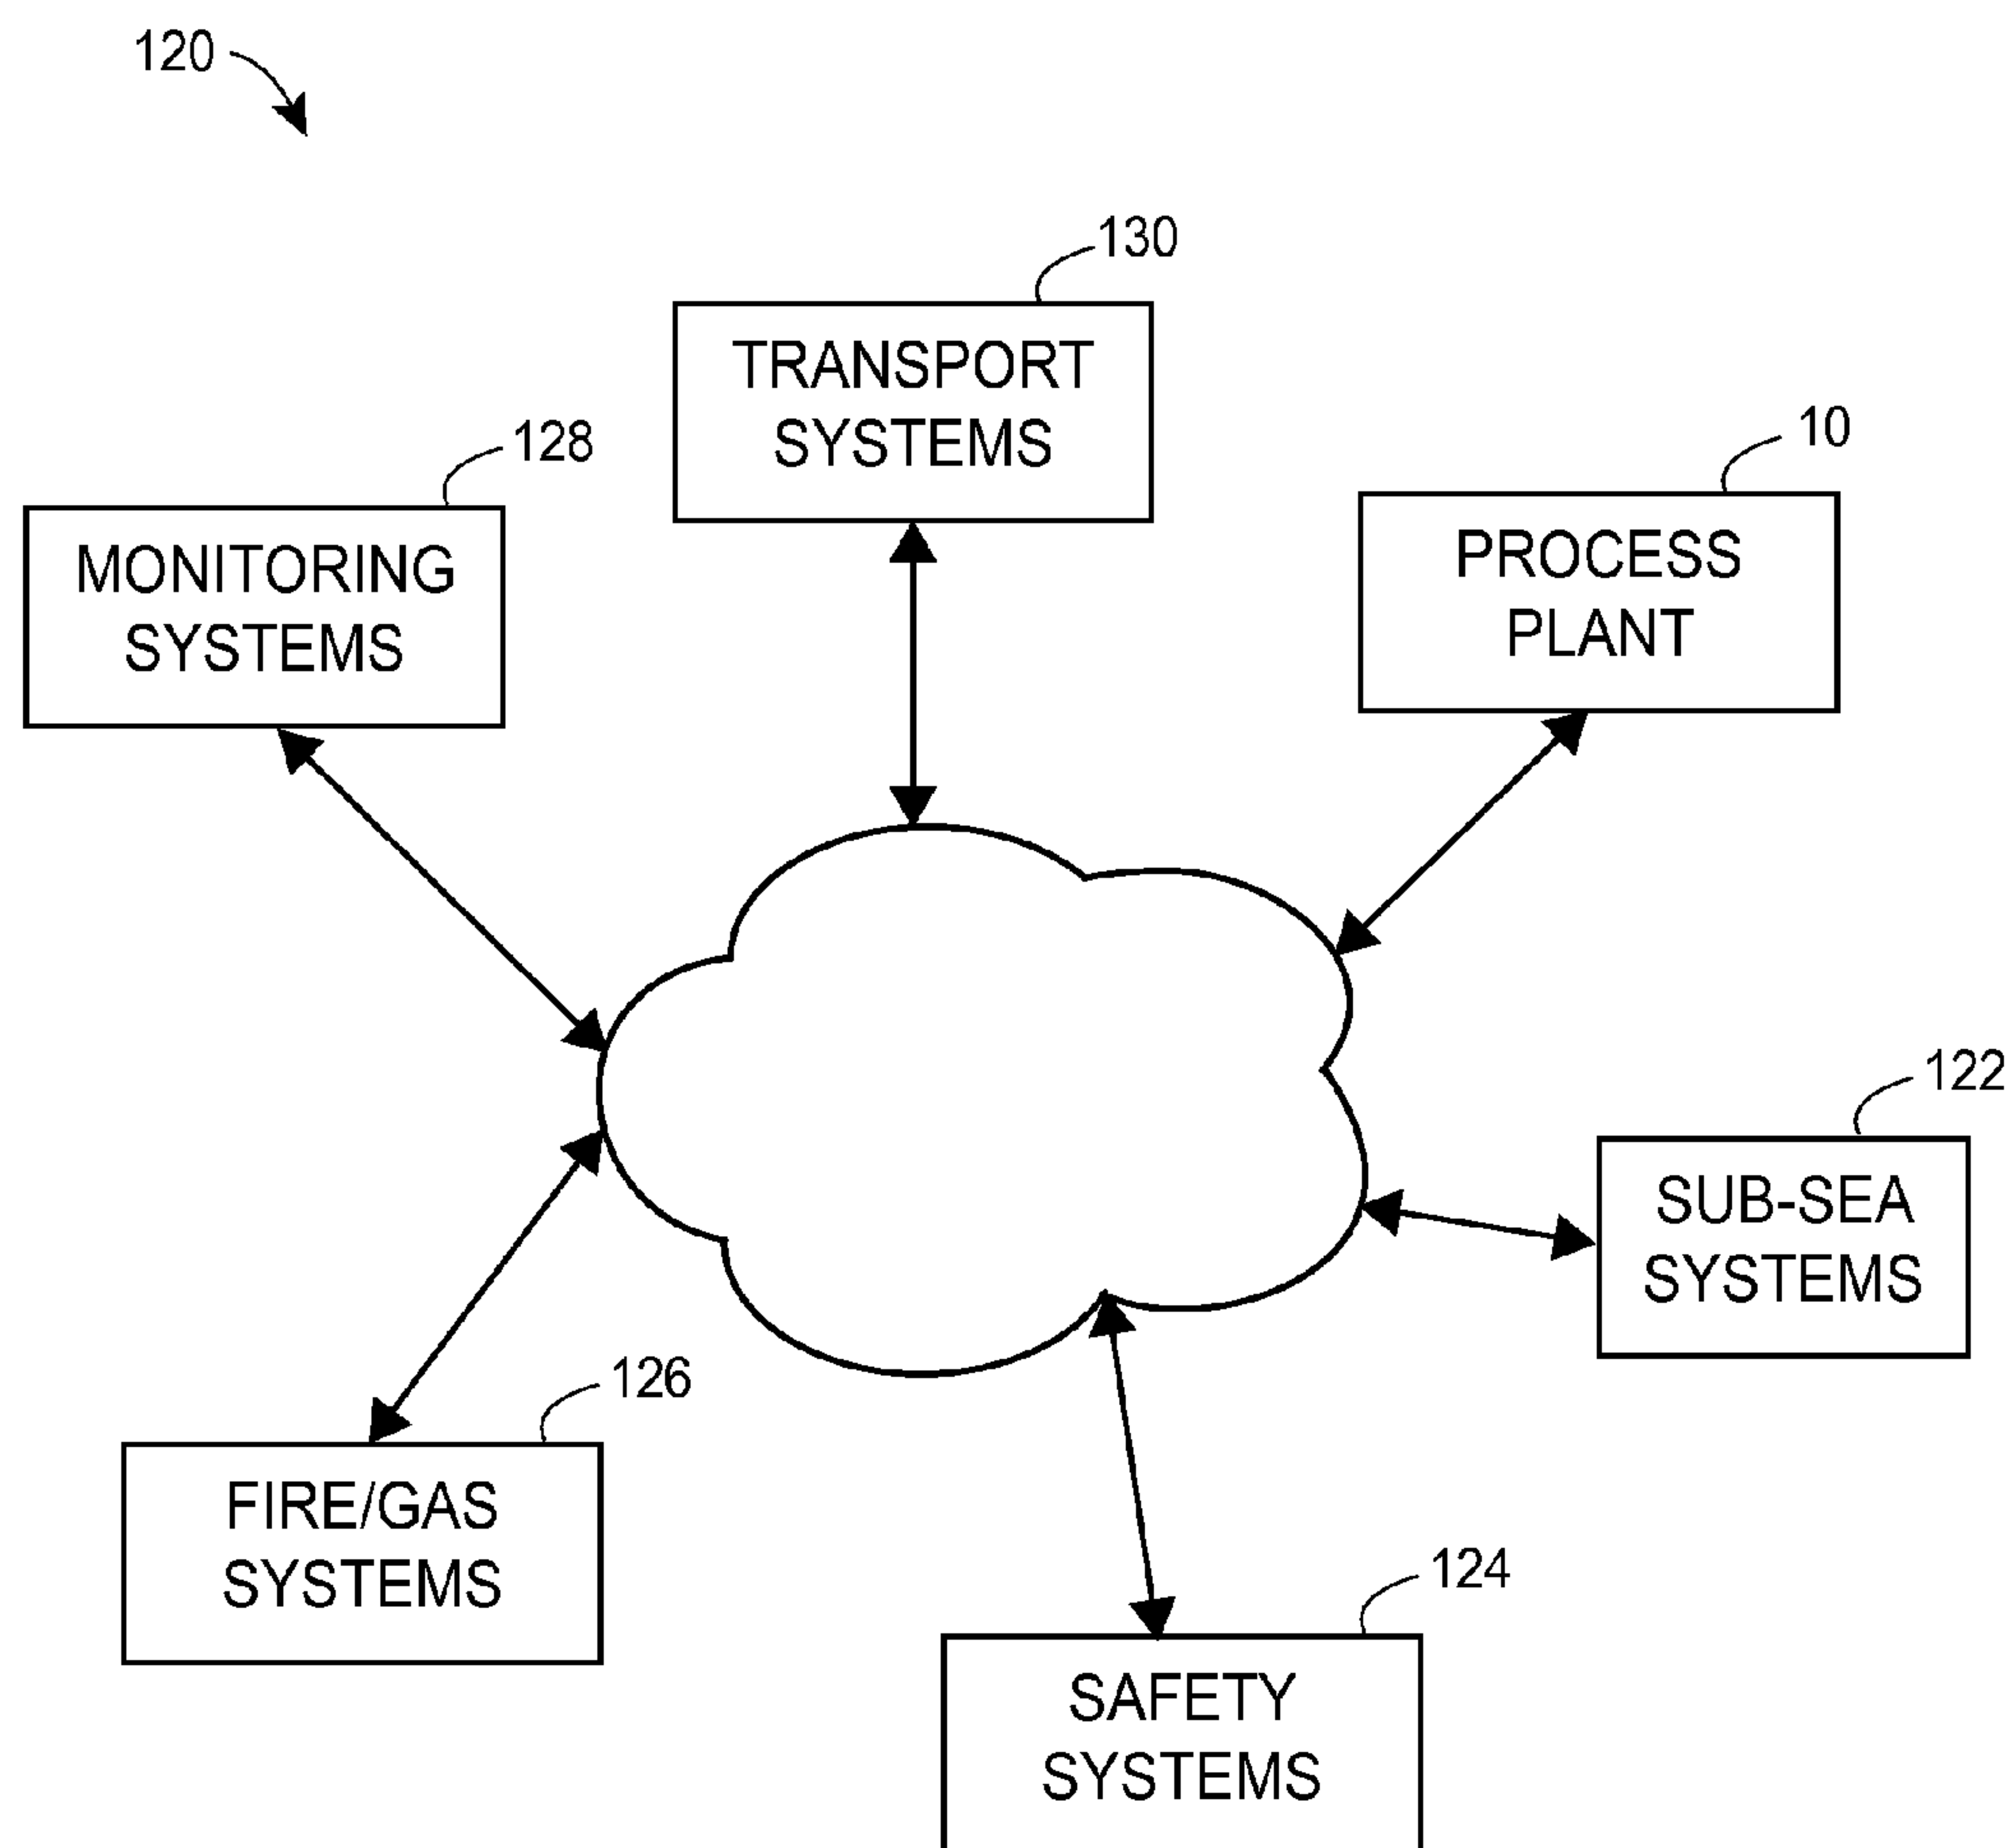 120
130
TRANSPORT
SYSTEMS
128
MONITORING
SYSTEMS
10
PROCESS
PLANT
122
SUB-SEA
SYSTEMS
126
FIRE/GAS
SYSTEMS
124
SAFETY
SYSTEMS